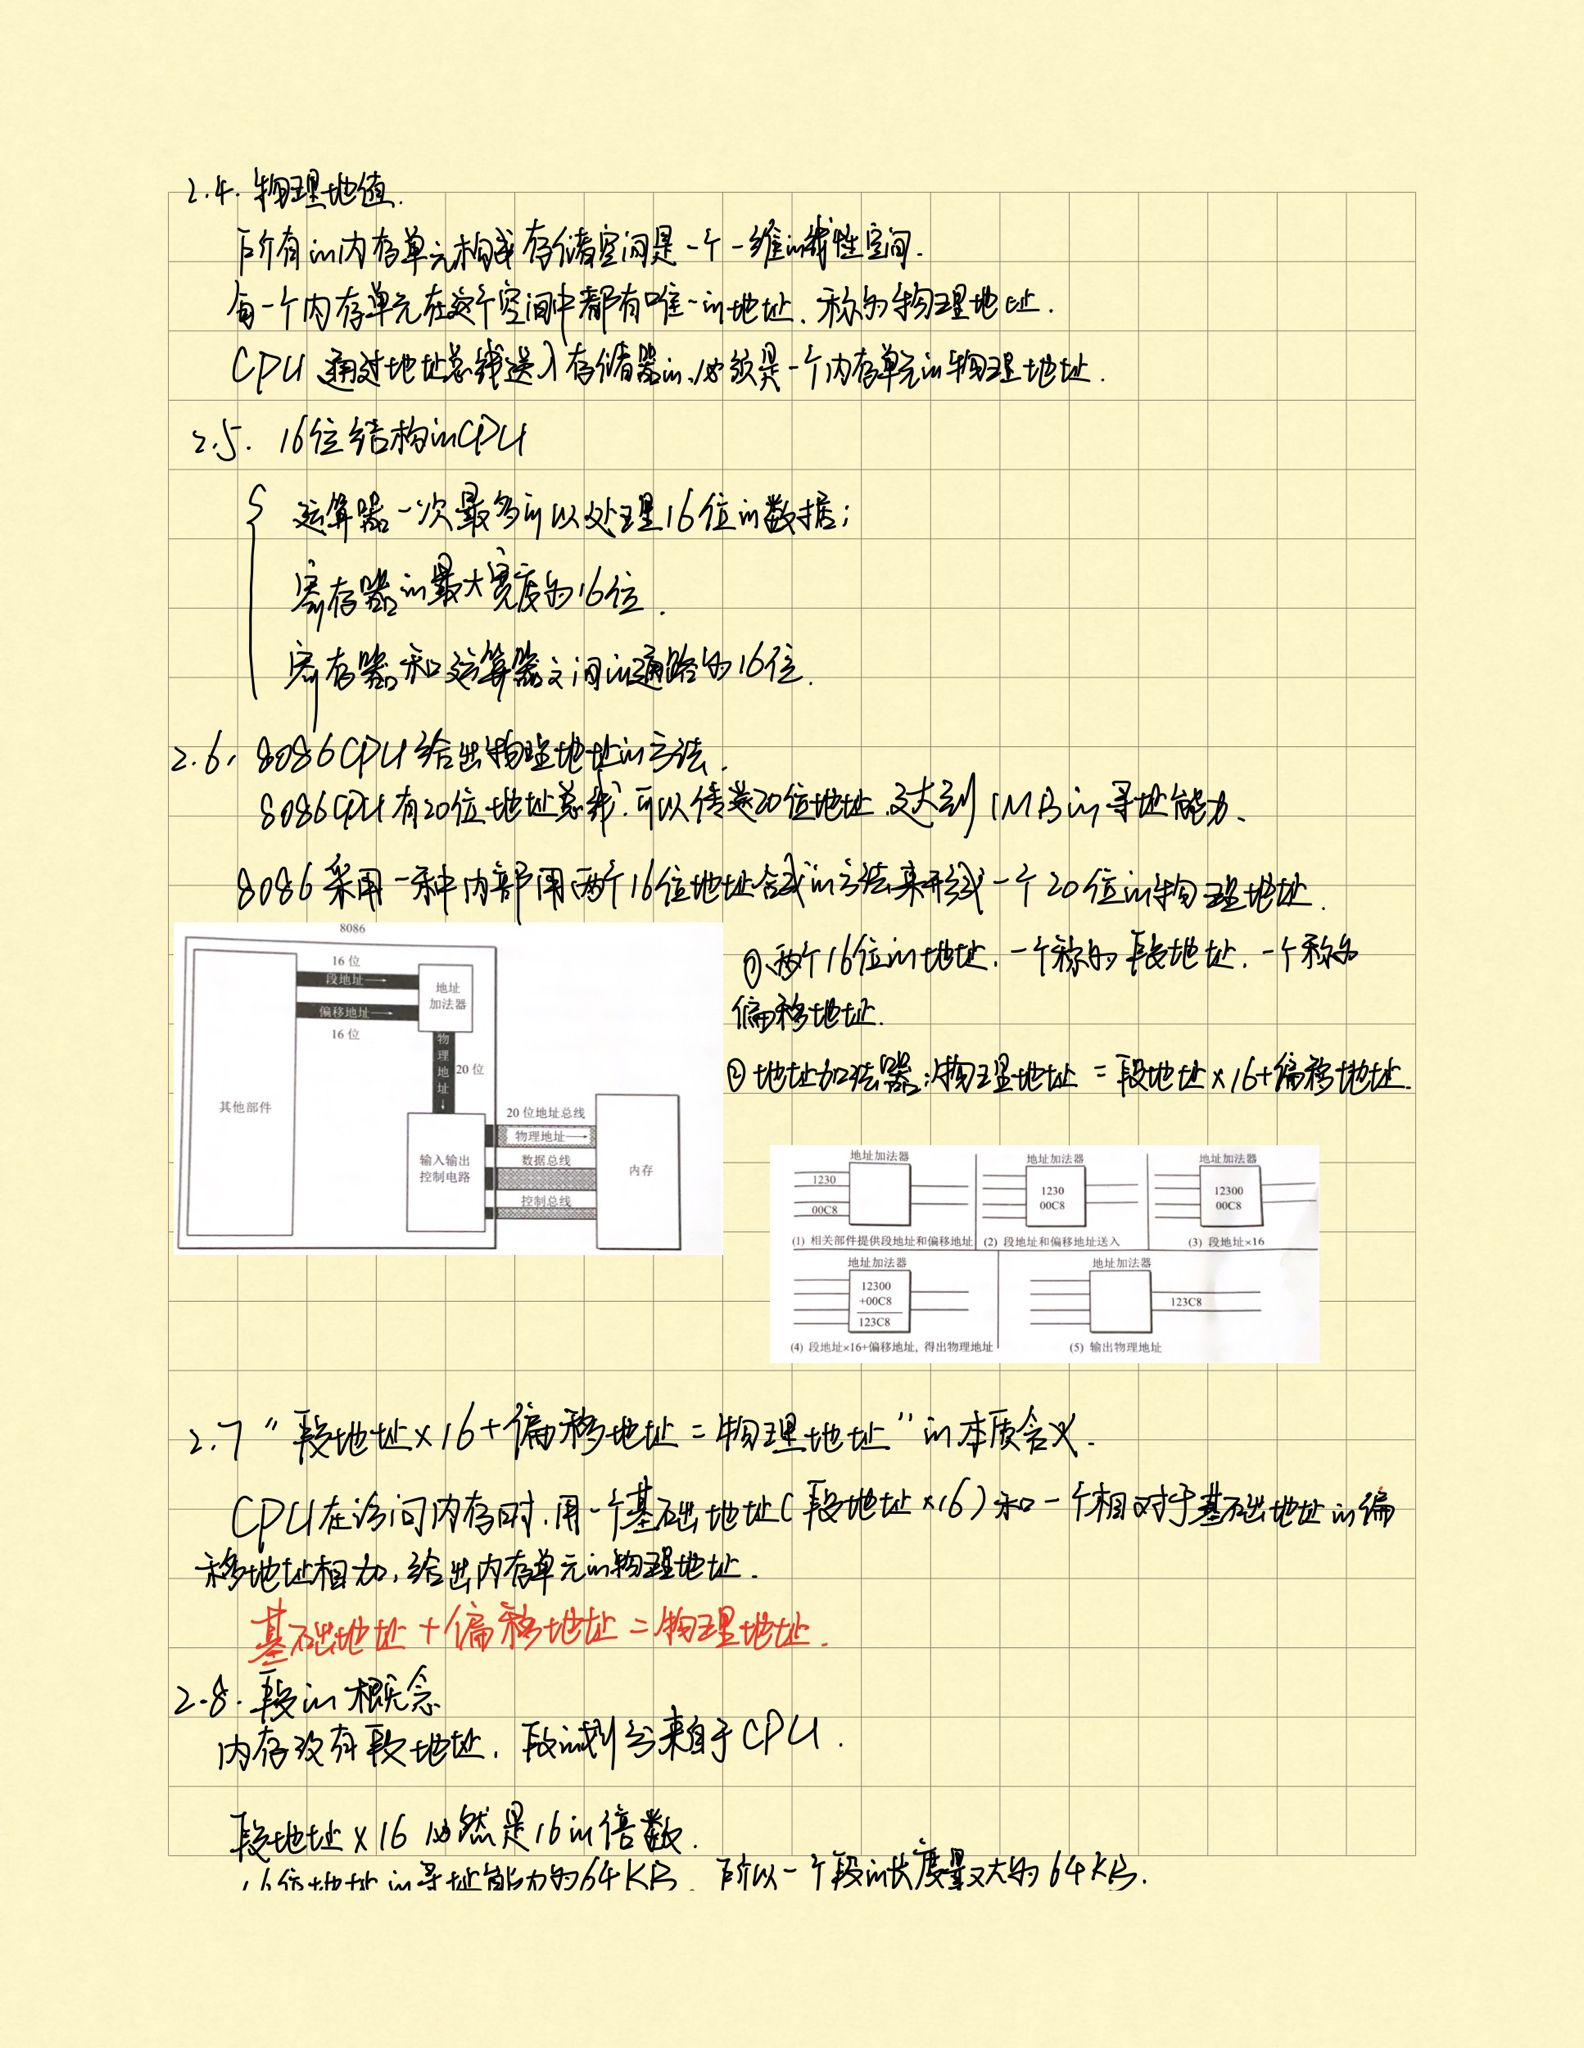 2.4. 物理地值.
所有的内存单元构成存储空间是一个一维的线性空间.
每一个内存单元在这个空间中都有唯一的地址、称为物理地址.
CPU 通过地址总线送入存储器的、必须是一个内存单元的物理地址.
2.5. 16位结构的CPU
运算器一次最多可以处理16位的数据;
寄存器的最大宽度为16位.
寄存器和运算器之间的通路为16位.
2.6. 8086CPU给出物理地址的方法.
8086CPU有20位地址总线.可以传送20位地址.达到1MB的寻址能力、
8086采用一种内部用两个16位地址合成的方法来形成一个20位的物理地址.
8086
16 位
段地址
偏移地址
16 位
地址
加法器
物理地址
20 位
其他部件
输入输出
控制电路
20 位地址总线
物理地址
数据总线
控制总线
内存
①、两个16位的地址.一个称为段地址.一个称为
偏移地址.
② 地址加法器:物理地址=段地址×16+偏移地址.
地址加法器
1230
00C8
(1) 相关部件提供段地址和偏移地址
地址加法器
1230
00C8
(2) 段地址和偏移地址送入
地址加法器
12300
00C8
(3) 段地址×16
地址加法器
12300
+00C8
123C8
(4) 段地址×16+偏移地址, 得出物理地址
地址加法器
123C8
(5) 输出物理地址
2.7 "段地址×16+偏移地址=物理地址"的本质含义.
CPU在访问内存时.用一个基础地址(段地址×16)和一个相对于基础地址的偏
移地址相加,给出内存单元的物理地址.
基础地址+偏移地址=物理地址.
2.8. 段的概念
内存没有段地址.段的划分来自于CPU.
段地址×16必然是16的倍数.
16位地址的寻址能力为64KB. 所以一个段的长度最大为64KB.